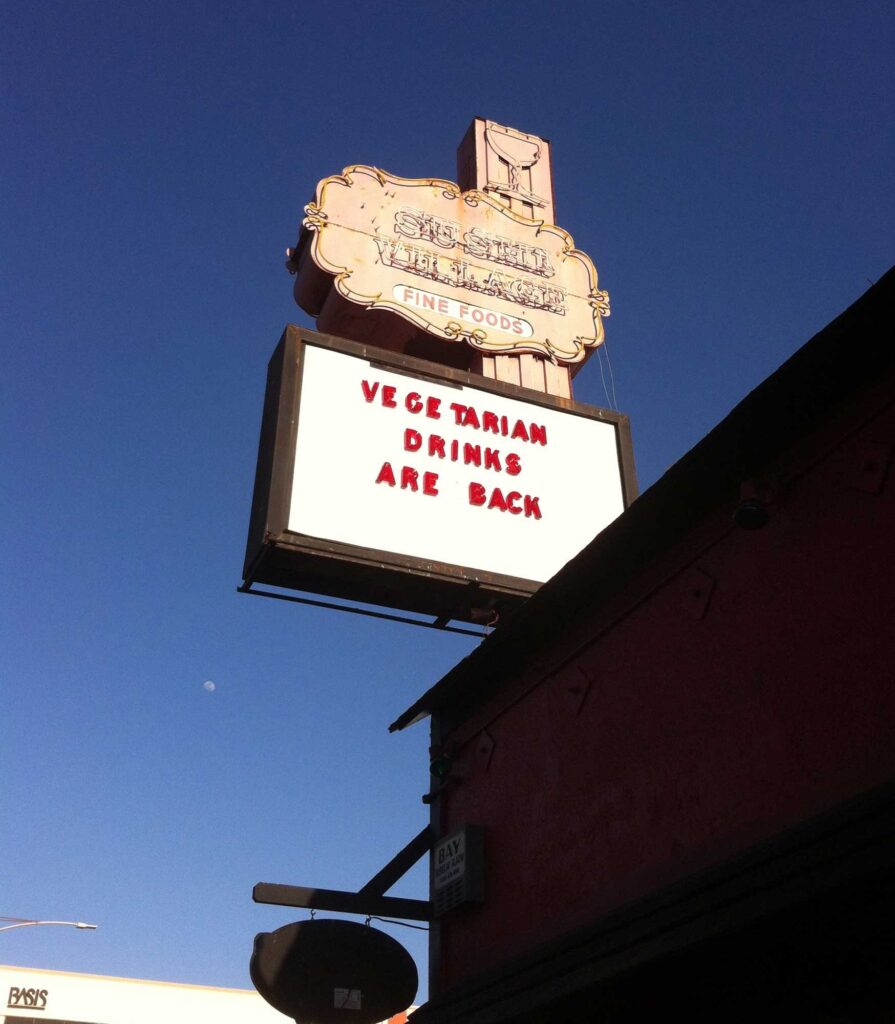 SUSHI
VILLAGE
FINE FOODS
VEGETARIAN
DRINKS
ARE BACK
BAY
BASIS